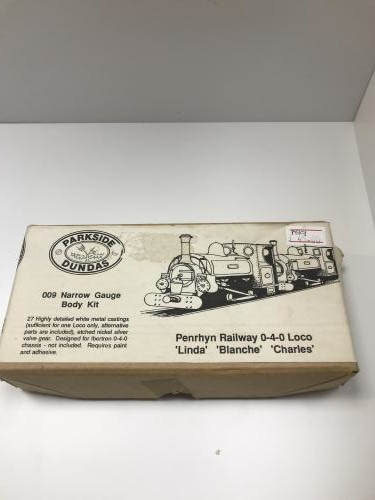 PARKSIDE
DUNDAS
009 Narrow Gauge
Body Kit
27 Highly detailed white metal castings
(sufficient for one Loco only, alternative
parts are included), etched nickel silver
valve gear. Designed for Ibertren 0-4-0
chassis - not included. Requires paint
and adhesive.
Penrhyn Railway 0-4-0 Loco
'Linda' 'Blanche' 'Charles'